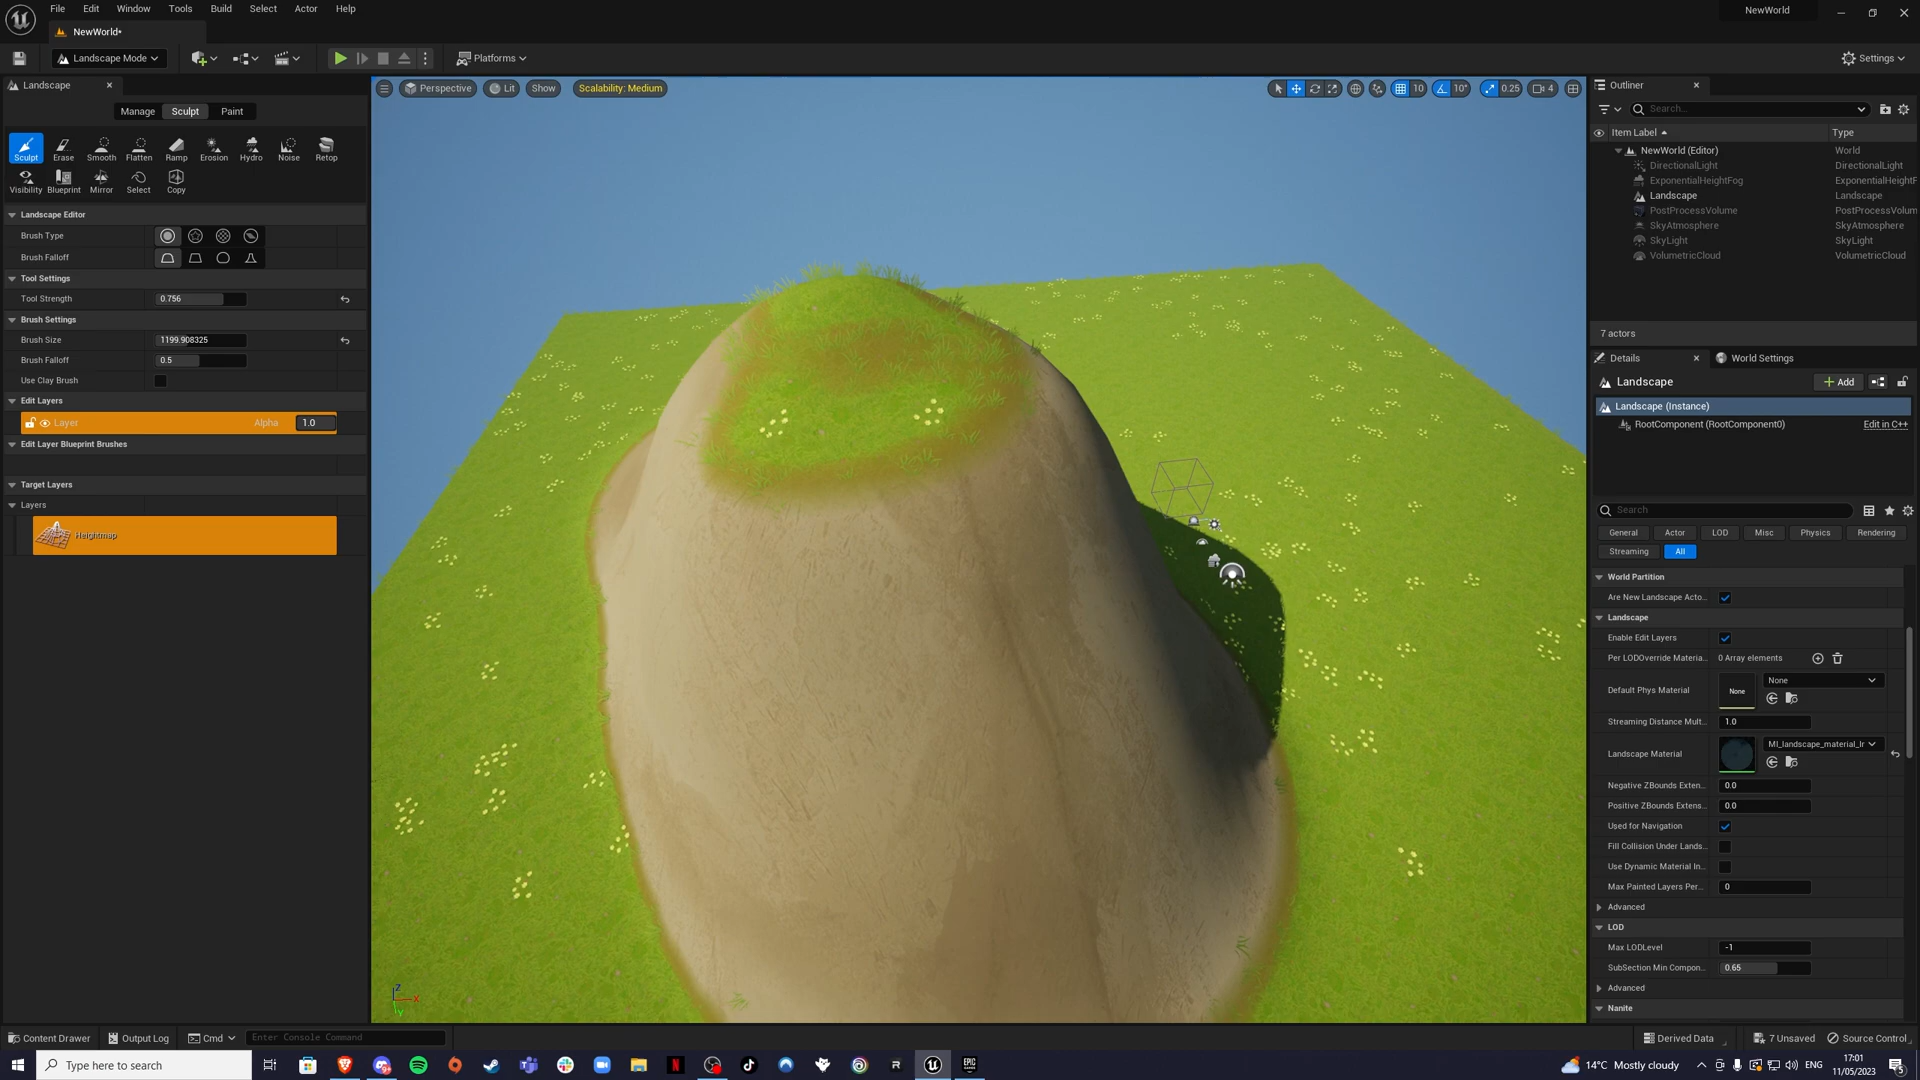 File Edit Window Tools Build Select Actor Help
NewWorld
NewWorld*
Landscape Mode
Platforms
Settings
Landscape
Manage Sculpt Paint
Sculpt Erase Smooth Flatten Ramp Erosion Hydro Noise Retop
Visibility Blueprint Mirror Select Copy
Landscape Editor
Brush Type
Brush Falloff
Tool Settings
Tool Strength 0.756
Brush Settings
Brush Size 1199.908325
Brush Falloff 0.5
Use Clay Brush
Edit Layers
Layer Alpha 1.0
Edit Layer Blueprint Brushes
Target Layers
Layers
Heightmap
Perspective Lit Show Scalability: Medium
10 10° 0.25 4
Z
X
Y
Outliner
Search...
Item Label Type
NewWorld (Editor) World
DirectionalLight DirectionalLight
ExponentialHeightFog ExponentialHeightF
Landscape Landscape
PostProcessVolume PostProcessVolum
SkyAtmosphere SkyAtmosphere
SkyLight SkyLight
VolumetricCloud VolumetricCloud
7 actors
Details World Settings
Landscape Add
Landscape (Instance)
RootComponent (RootComponent0) Edit in C++
Search
General Actor LOD Misc Physics Rendering
Streaming All
World Partition
Are New Landscape Acto...
Landscape
Enable Edit Layers
Per LODOverride Materia... 0 Array elements
Default Phys Material None None
Streaming Distance Mult... 1.0
Landscape Material MI_landscape_material_Ir
Negative ZBounds Exten... 0.0
Positive ZBounds Extens... 0.0
Used for Navigation
Fill Collision Under Lands...
Use Dynamic Material In...
Max Painted Layers Per... 0
Advanced
LOD
Max LODLevel -1
SubSection Min Compon... 0.65
Advanced
Nanite
Content Drawer Output Log Cmd Enter Console Command
Derived Data 7 Unsaved Source Control
Type here to search
14°C Mostly cloudy
ENG
17:01
11/05/2023
5